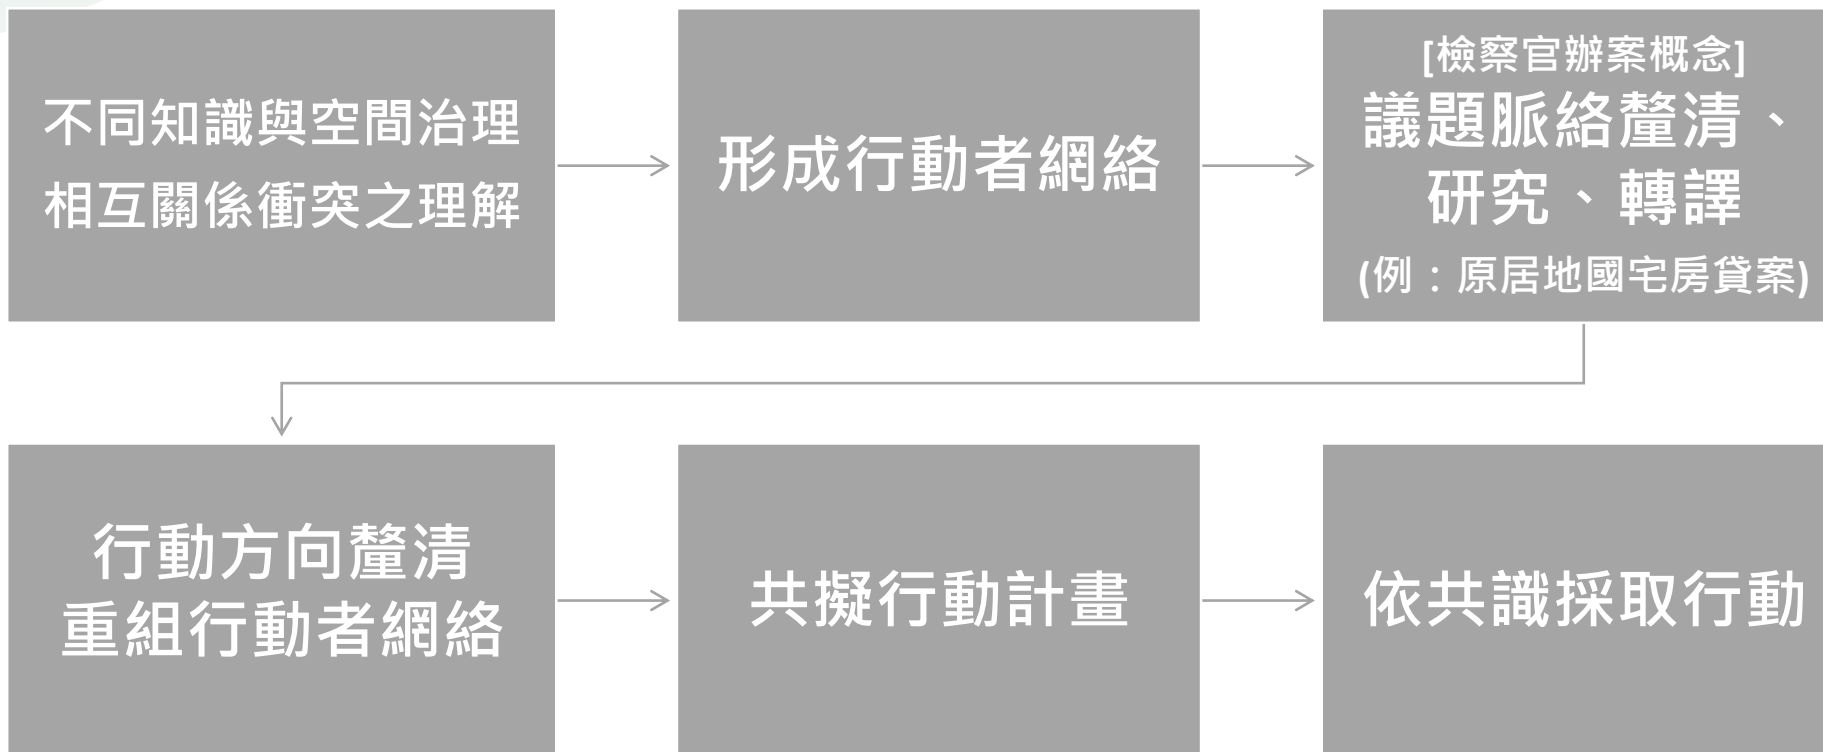 不同知識與空間治理
相互關係衝突之理解
形成行動者網絡
[檢察官辦案概念]
議題脈絡釐清、
研究、轉譯
(例：原居地國宅房貸案)
行動方向釐清
重組行動者網絡
共擬行動計畫
依共識採取行動